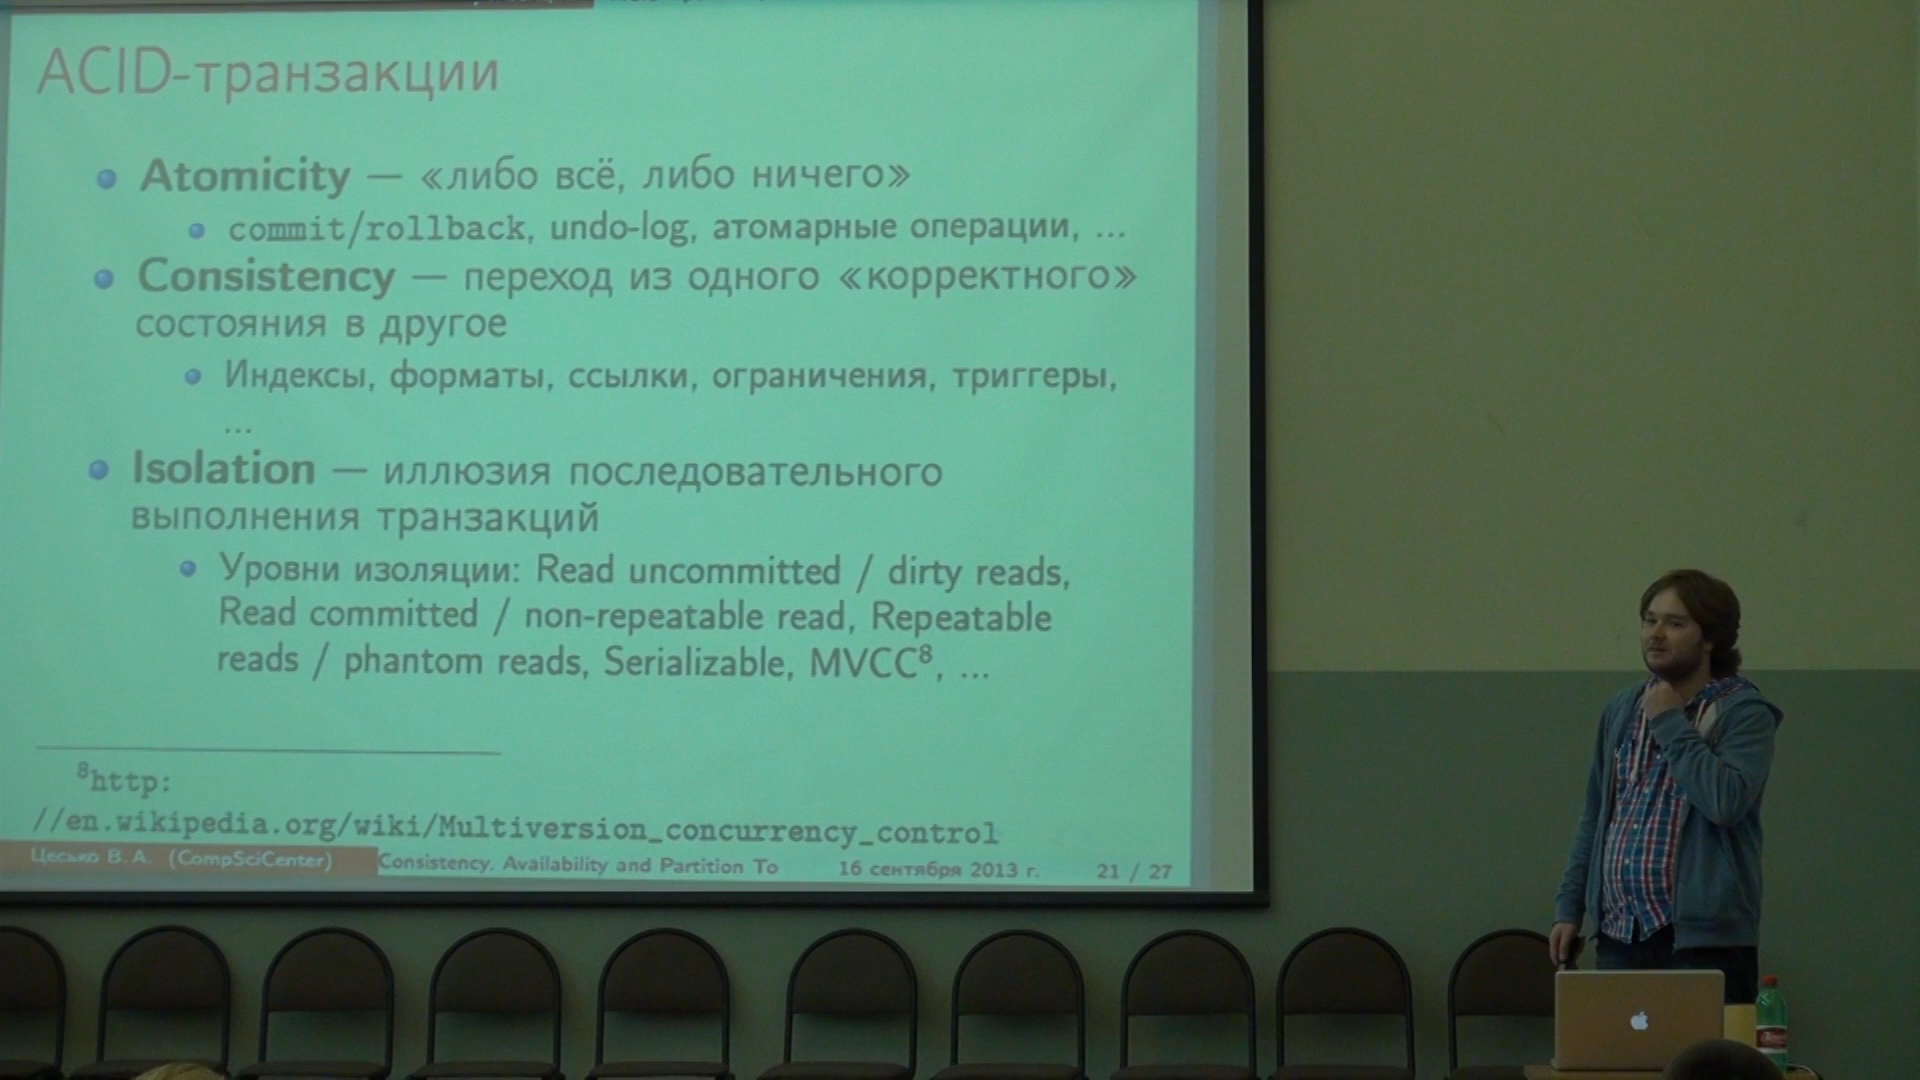 ACID-транзакции
Atomicity — «либо всё, либо ничего»
commit/rollback, undo-log, атомарные операции, ...
Consistency — переход из одного «корректного»
состояния в другое
Индексы, форматы, ссылки, ограничения, триггеры,
...
Isolation — иллюзия последовательного
выполнения транзакций
Уровни изоляции: Read uncommitted / dirty reads,
Read committed / non-repeatable read, Repeatable
reads / phantom reads, Serializable, MVCC⁸, ...
⁸http:
//en.wikipedia.org/wiki/Multiversion_concurrency_control
Цесько В. А. (CompSciCenter) Consistency, Availability and Partition To 16 сентября 2013 г. 21 / 27